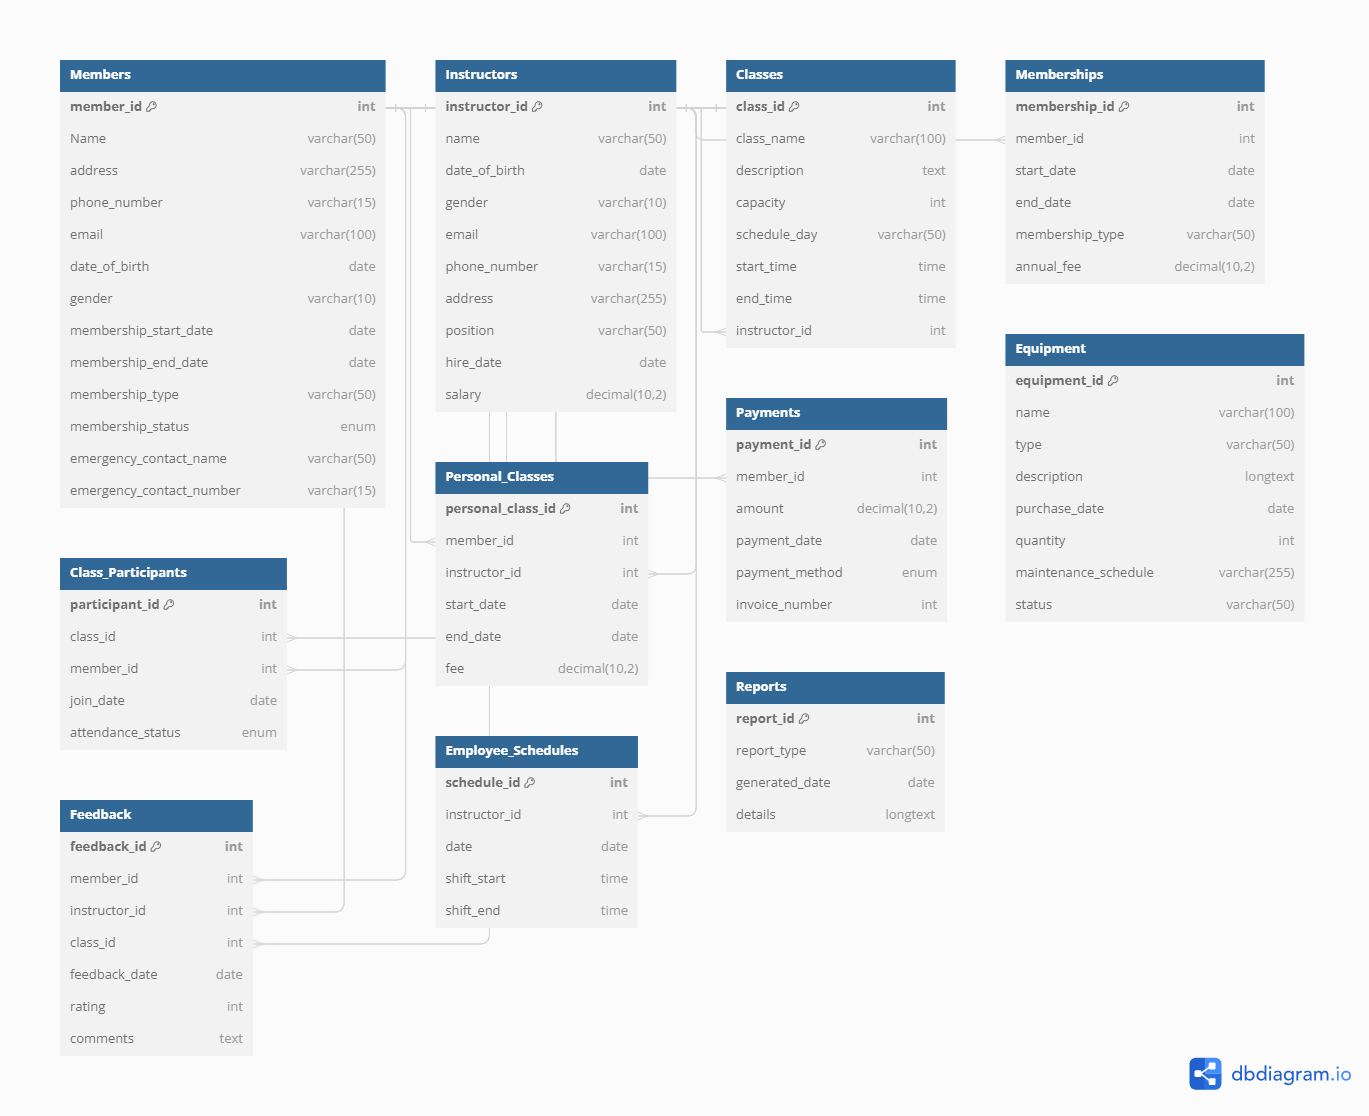 Members
member_id int
Name varchar(50)
address varchar(255)
phone_number varchar(15)
email varchar(100)
date_of_birth date
gender varchar(10)
membership_start_date date
membership_end_date date
membership_type varchar(50)
membership_status enum
emergency_contact_name varchar(50)
emergency_contact_number varchar(15)
Class_Participants
participant_id int
class_id int
member_id int
join_date date
attendance_status enum
Feedback
feedback_id int
member_id int
instructor_id int
class_id int
feedback_date date
rating int
comments text
Instructors
instructor_id int
name varchar(50)
date_of_birth date
gender varchar(10)
email varchar(100)
phone_number varchar(15)
address varchar(255)
position varchar(50)
hire_date date
salary decimal(10,2)
Personal_Classes
personal_class_id int
member_id int
instructor_id int
start_date date
end_date date
fee decimal(10,2)
Employee_Schedules
schedule_id int
instructor_id int
date date
shift_start time
shift_end time
Classes
class_id int
class_name varchar(100)
description text
capacity int
schedule_day varchar(50)
start_time time
end_time time
instructor_id int
Payments
payment_id int
member_id int
amount decimal(10,2)
payment_date date
payment_method enum
invoice_number int
Reports
report_id int
report_type varchar(50)
generated_date date
details longtext
Memberships
membership_id int
member_id int
start_date date
end_date date
membership_type varchar(50)
annual_fee decimal(10,2)
Equipment
equipment_id int
name varchar(100)
type varchar(50)
description longtext
purchase_date date
quantity int
maintenance_schedule varchar(255)
status varchar(50)
dbdiagram.io